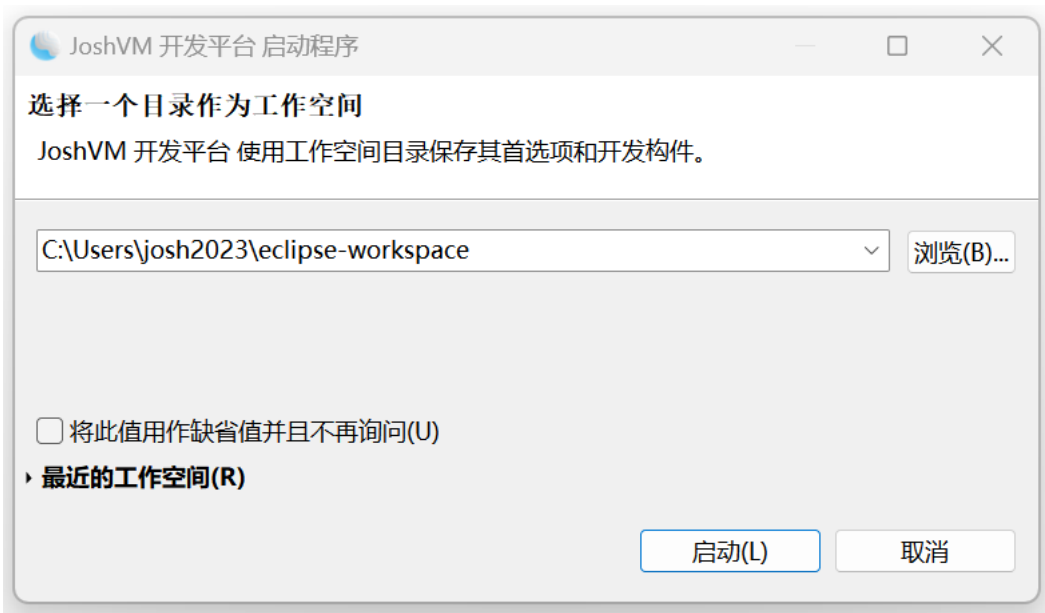 JoshVM 开发平台 启动程序
选择一个目录作为工作空间
JoshVM 开发平台 使用工作空间目录保存其首选项和开发构件。
C:\Users\josh2023\eclipse-workspace
浏览(B)...
将此值用作缺省值并且不再询问(U)
最近的工作空间(R)
启动(L)
取消